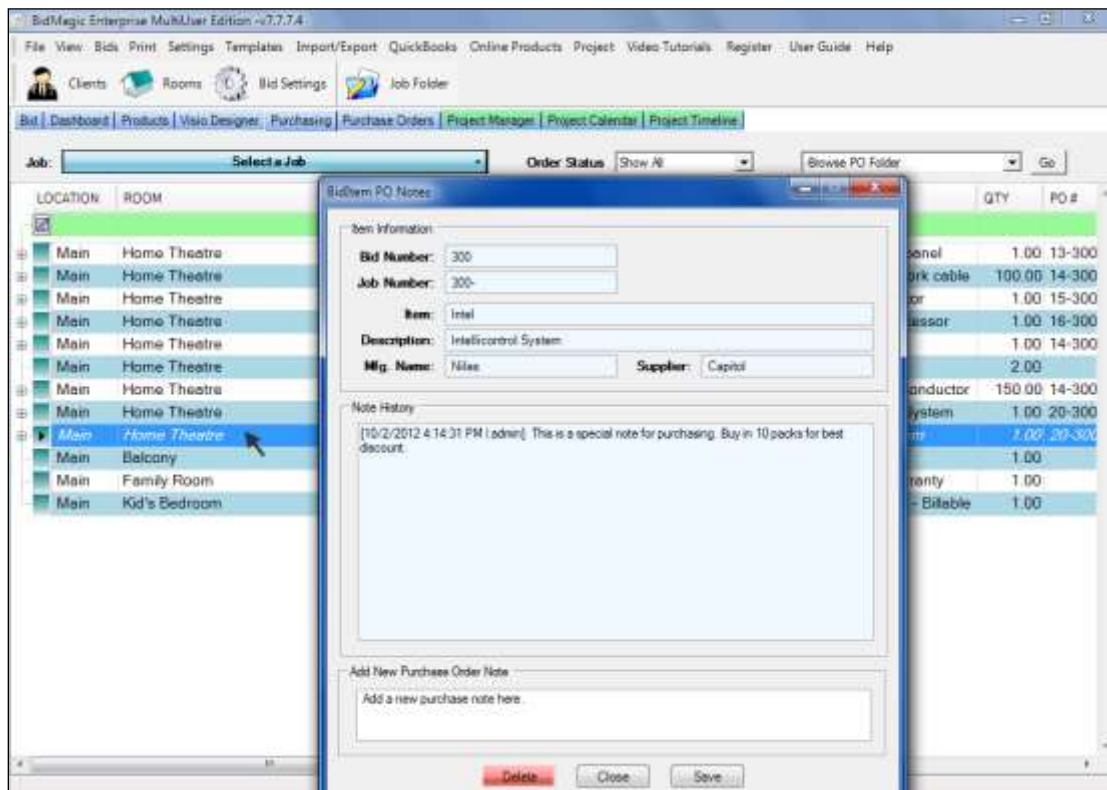 BidMagic Enterprise MultiUser Edition -v7.7.7.4
File View Bids Print Settings Templates Import/Export QuickBooks Online Products Project Video Tutorials Register User Guide Help
Clients Rooms Bid Settings Job Folder
Bid Dashboard Products Visio Designer Purchasing Purchase Orders Project Manager Project Calendar Project Timeline
Job: Select a Job Order Status Show All Browse PO Folder Go
LOCATION ROOM QTY PO #
BidItem PO Notes
Item Information
Main Home Theatre panel 1.00 13-300
Bid Number: 300
Main Home Theatre ork cable 100.00 14-300
Job Number: 300-
Main Home Theatre or 1.00 15-300
Item: Intel
Main Home Theatre essor 1.00 16-300
Description: Intellicontrol System
Main Home Theatre 1.00 14-300
Mfg. Name: Niles Supplier: Capitol
Main Home Theatre 2.00
Main Home Theatre onductor 150.00 14-300
Note History
Main Home Theatre ystem 1.00 20-300
Main Home Theatre 1.00 20-300
[10/2/2012 4:14:31 PM | admin] This is a special note for purchasing. Buy in 10 packs for best
discount.
Main Balcony 1.00
Main Family Room ranty 1.00
Main Kid's Bedroom - Billable 1.00
Add New Purchase Order Note
Add a new purchase note here.
Delete Close Save